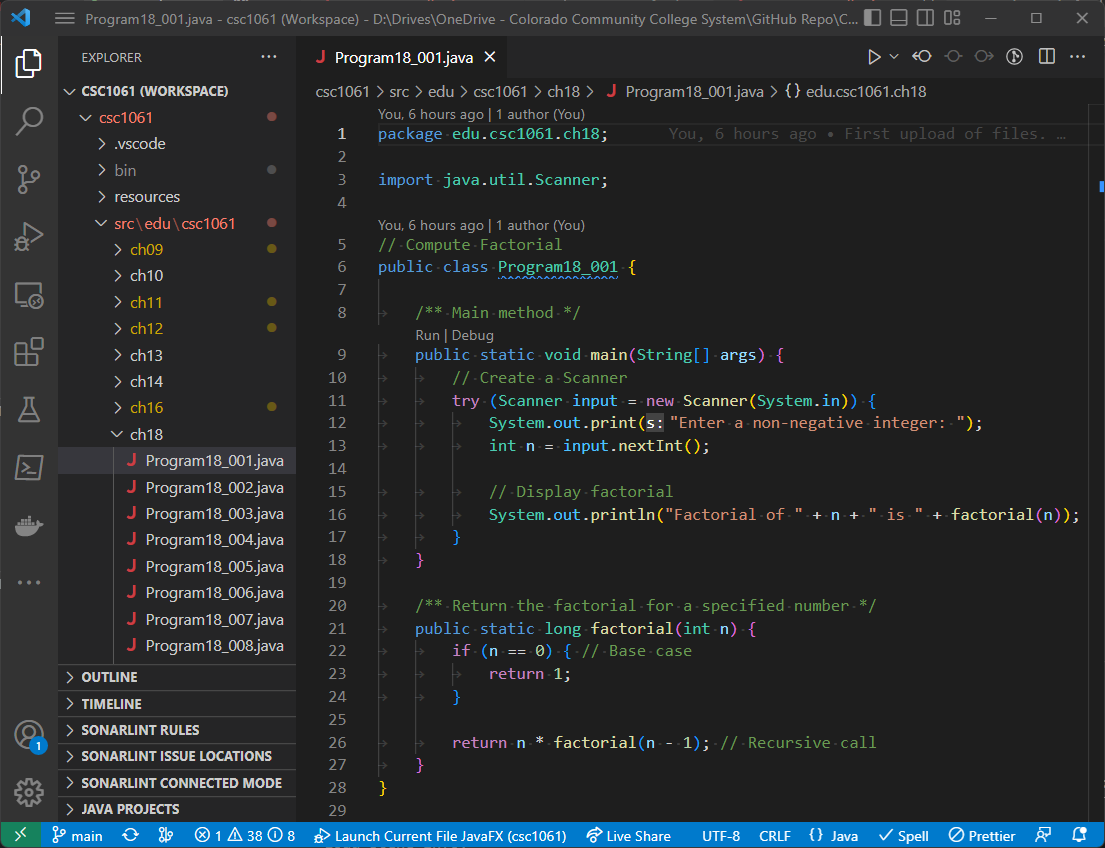 Program18_001.java - csc1061 (Workspace) - D:\Drives\OneDrive - Colorado Community College System\GitHub Repo\C...
EXPLORER
CSC1061 (WORKSPACE)
csc1061
.vscode
bin
resources
src\edu\csc1061
ch09
ch10
ch11
ch12
ch13
ch14
ch16
ch18
J Program18_001.java
J Program18_002.java
J Program18_003.java
J Program18_004.java
J Program18_005.java
J Program18_006.java
J Program18_007.java
J Program18_008.java
OUTLINE
TIMELINE
SONARLINT RULES
SONARLINT ISSUE LOCATIONS
SONARLINT CONNECTED MODE
JAVA PROJECTS
1
J Program18_001.java
csc1061 > src > edu > csc1061 > ch18 > J Program18_001.java > {} edu.csc1061.ch18
You, 6 hours ago | 1 author (You)
1 package edu.csc1061.ch18; You, 6 hours ago • First upload of files. …
2
3 import java.util.Scanner;
4
You, 6 hours ago | 1 author (You)
5 // Compute Factorial
6 public class Program18_001 {
7
8 /** Main method */
Run | Debug
9 public static void main(String[] args) {
10 // Create a Scanner
11 try (Scanner input = new Scanner(System.in)) {
12 System.out.print(s: "Enter a non-negative integer: ");
13 int n = input.nextInt();
14
15 // Display factorial
16 System.out.println("Factorial of " + n + " is " + factorial(n));
17 }
18 }
19
20 /** Return the factorial for a specified number */
21 public static long factorial(int n) {
22 if (n == 0) { // Base case
23 return 1;
24 }
25
26 return n * factorial(n - 1); // Recursive call
27 }
28 }
29
main 1 38 8 Launch Current File JavaFX (csc1061) Live Share UTF-8 CRLF {} Java Spell Prettier